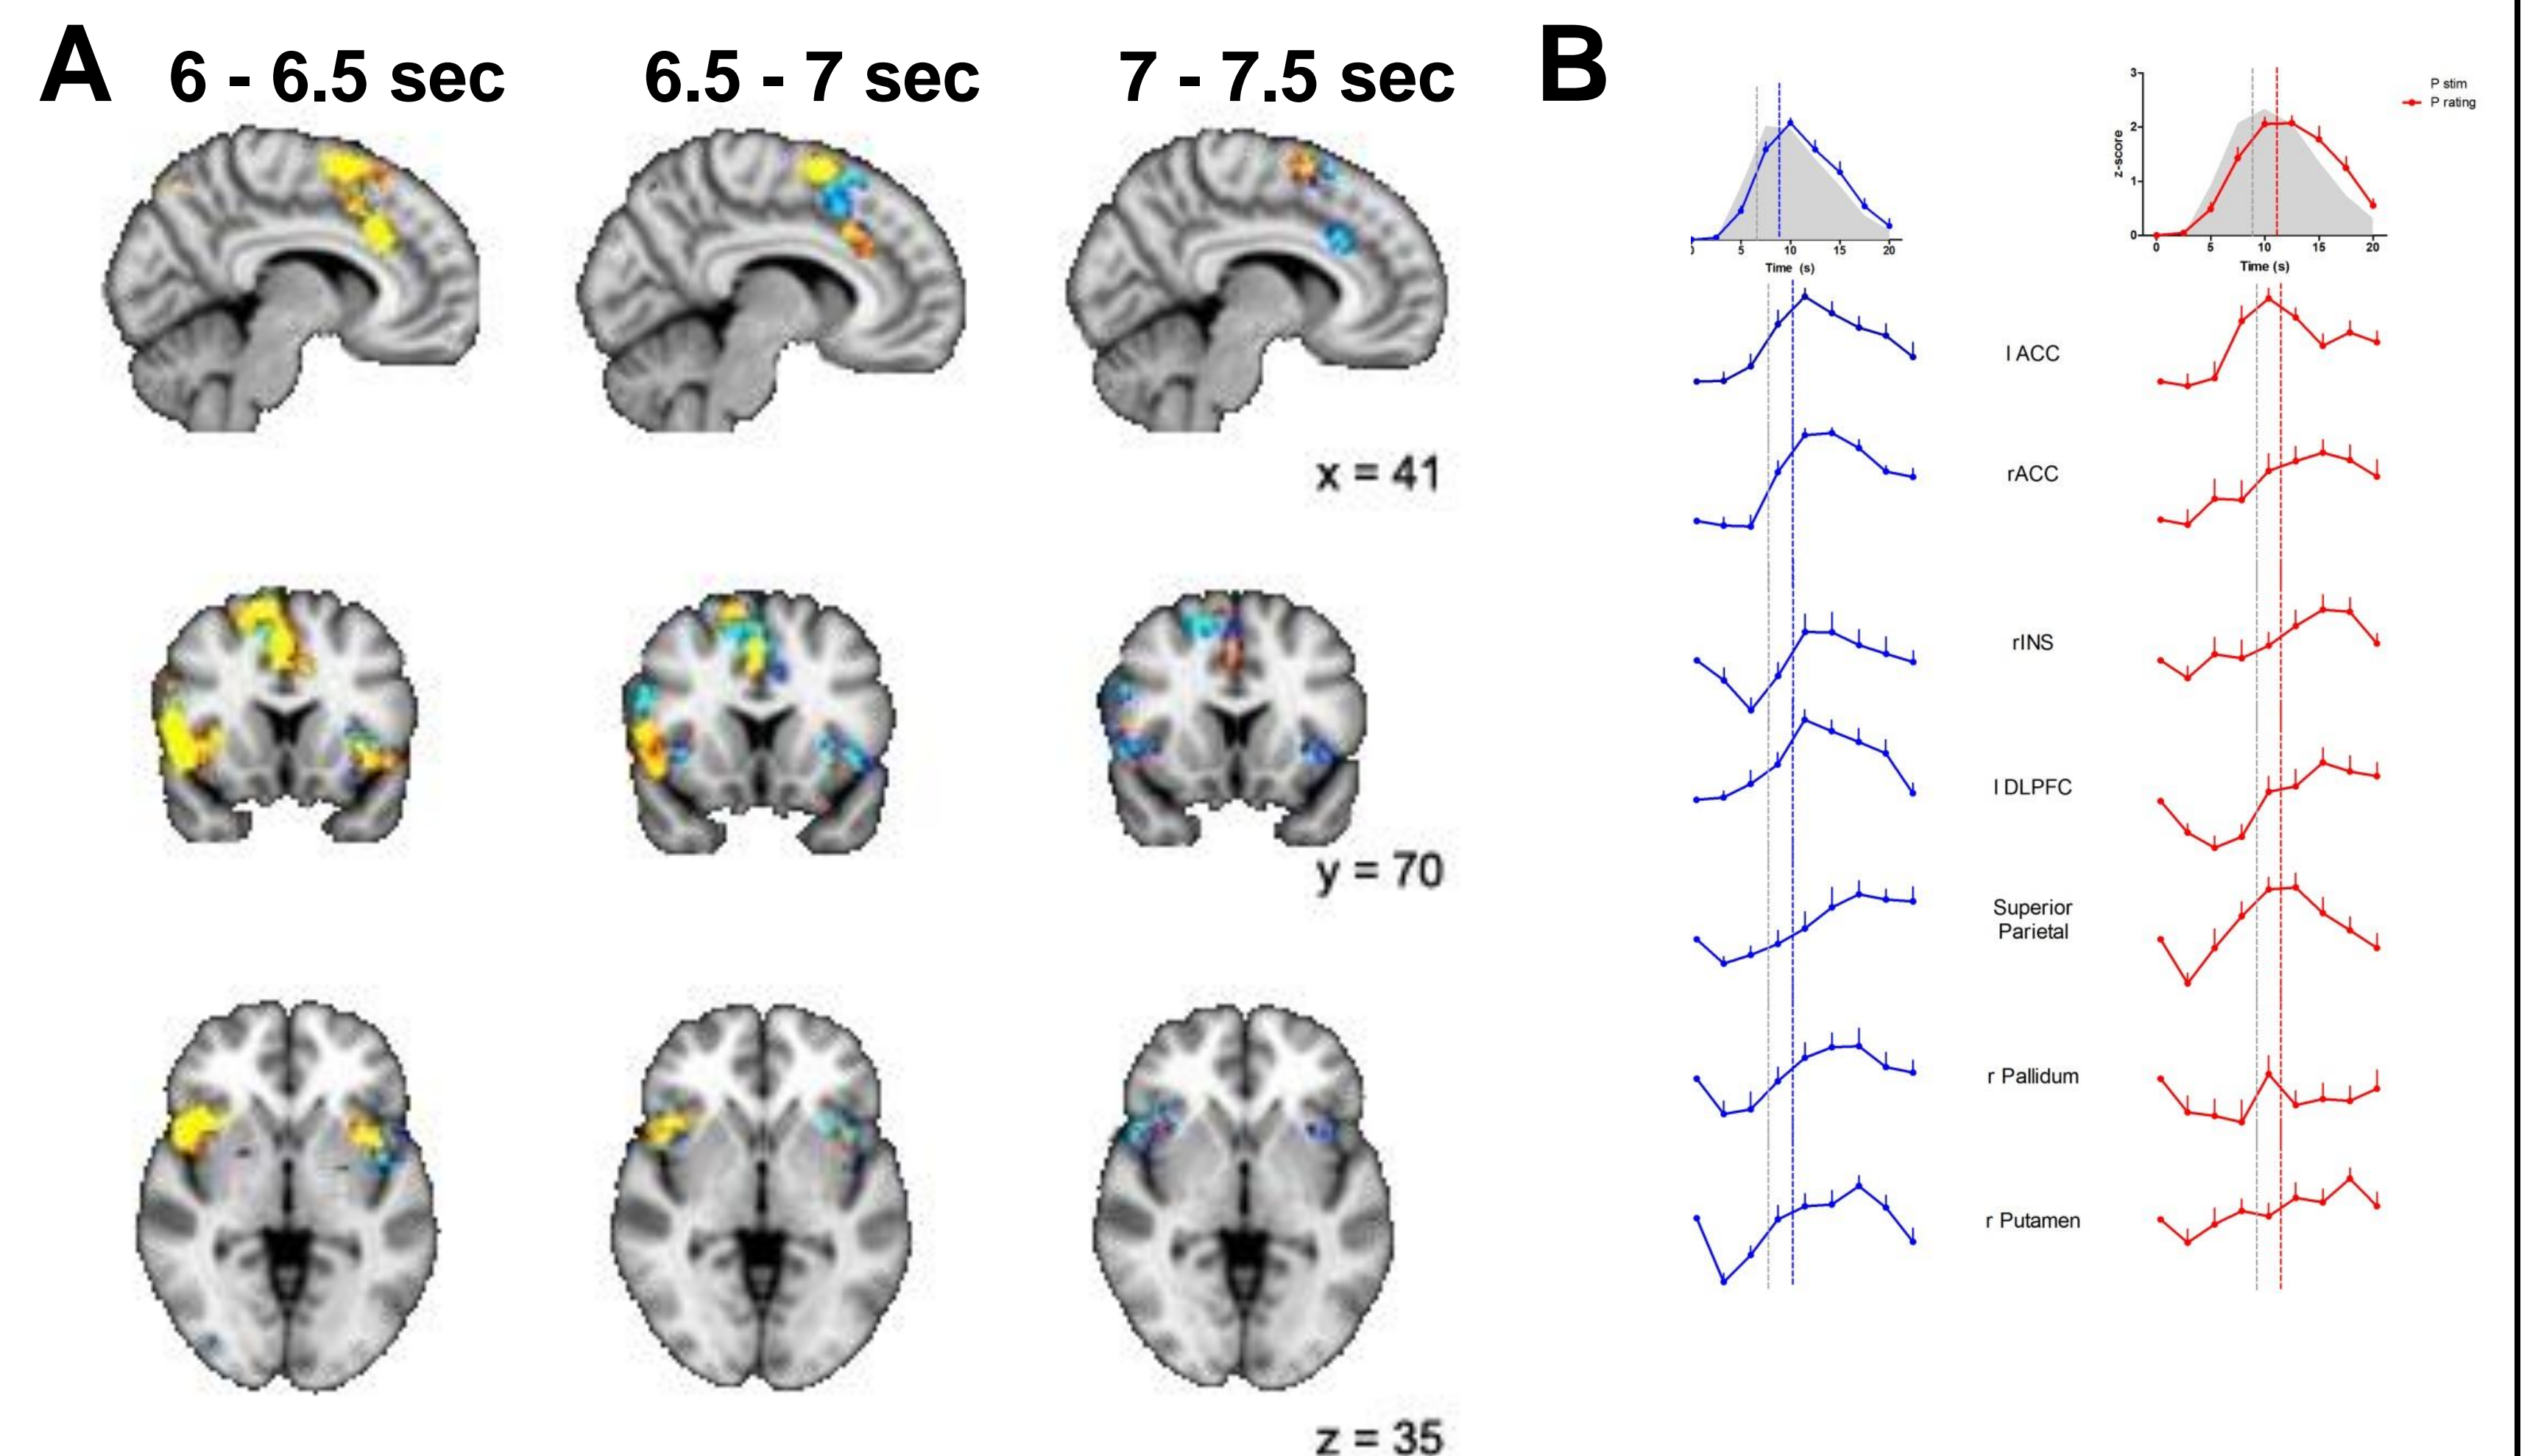 A
6 - 6.5 sec
6.5 - 7 sec
7 - 7.5 sec
x = 41
y = 70
z = 35
B
5
10
15
20
Time (s)
3
2
1
0
z-score
0
5
10
15
20
Time (s)
P stim
P rating
l ACC
rACC
rINS
l DLPFC
Superior
Parietal
r Pallidum
r Putamen